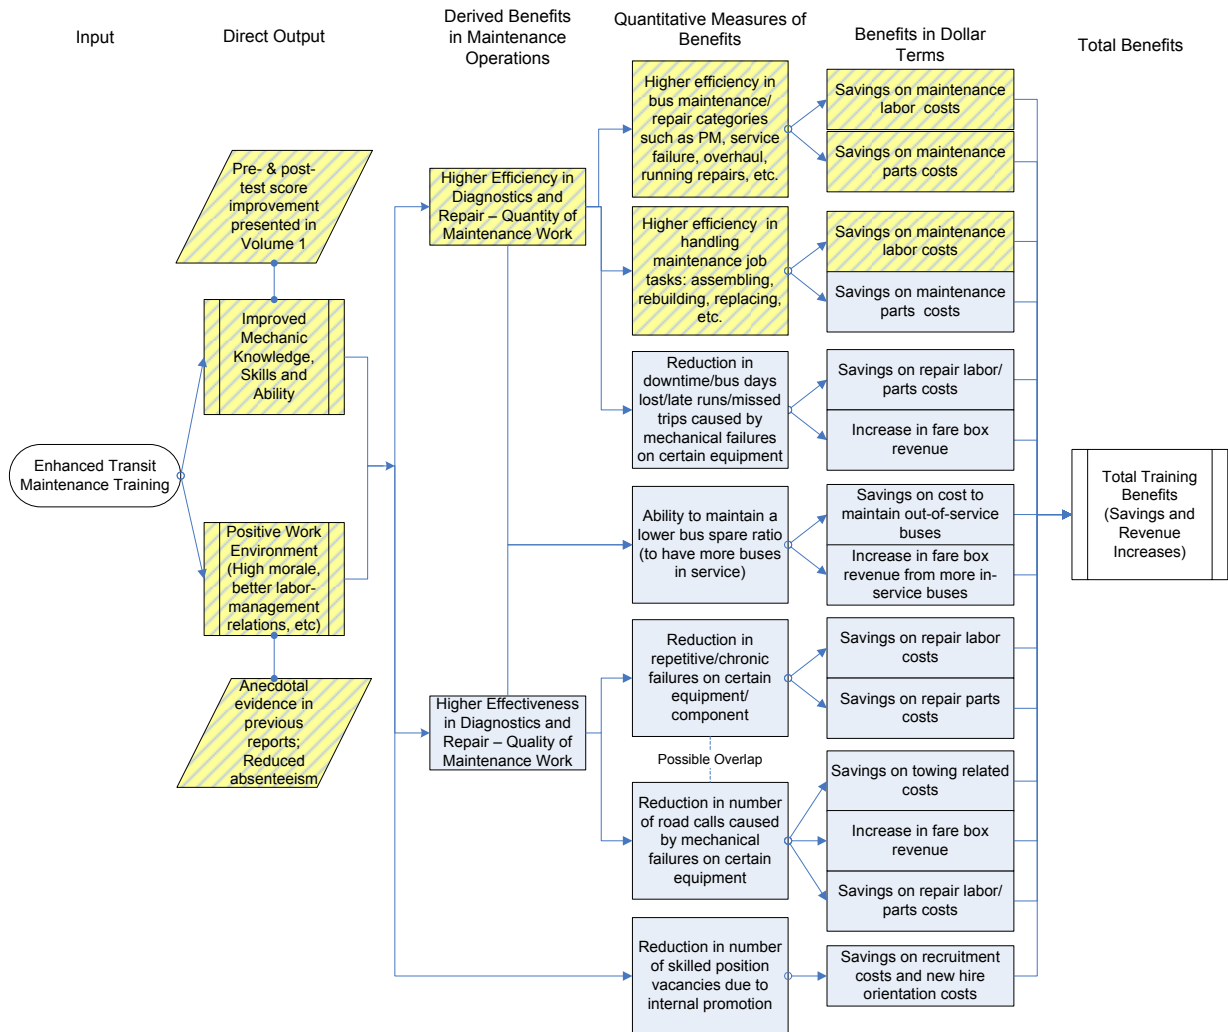 Input
Direct Output
Derived Benefits
in Maintenance
Operations
Quantitative Measures of
Benefits
Benefits in Dollar
Terms
Total Benefits
Enhanced Transit
Maintenance Training
Pre- & post-
test score
improvement
presented in
Volume 1
Improved
Mechanic
Knowledge,
Skills and
Ability
Positive Work
Environment
(High morale,
better labor-
management
relations, etc)
Anecdotal
evidence in
previous
reports;
Reduced
absenteeism
Higher Efficiency in
Diagnostics and
Repair – Quantity of
Maintenance Work
Higher Effectiveness
in Diagnostics and
Repair – Quality of
Maintenance Work
Higher efficiency in
bus maintenance/
repair categories
such as PM, service
failure, overhaul,
running repairs, etc.
Higher efficiency in
handling
maintenance job
tasks: assembling,
rebuilding, replacing,
etc.
Reduction in
downtime/bus days
lost/late runs/missed
trips caused by
mechanical failures
on certain equipment
Ability to maintain a
lower bus spare ratio
(to have more buses
in service)
Reduction in
repetitive/chronic
failures on certain
equipment/
component
Possible Overlap
Reduction in number
of road calls caused
by mechanical
failures on certain
equipment
Reduction in number
of skilled position
vacancies due to
internal promotion
Savings on maintenance
labor costs
Savings on maintenance
parts costs
Savings on maintenance
labor costs
Savings on maintenance
parts costs
Savings on repair labor/
parts costs
Increase in fare box
revenue
Savings on cost to
maintain out-of-service
buses
Increase in fare box
revenue from more in-
service buses
Savings on repair labor
costs
Savings on repair parts
costs
Savings on towing related
costs
Increase in fare box
revenue
Savings on repair labor/
parts costs
Savings on recruitment
costs and new hire
orientation costs
Total Training
Benefits
(Savings and
Revenue
Increases)